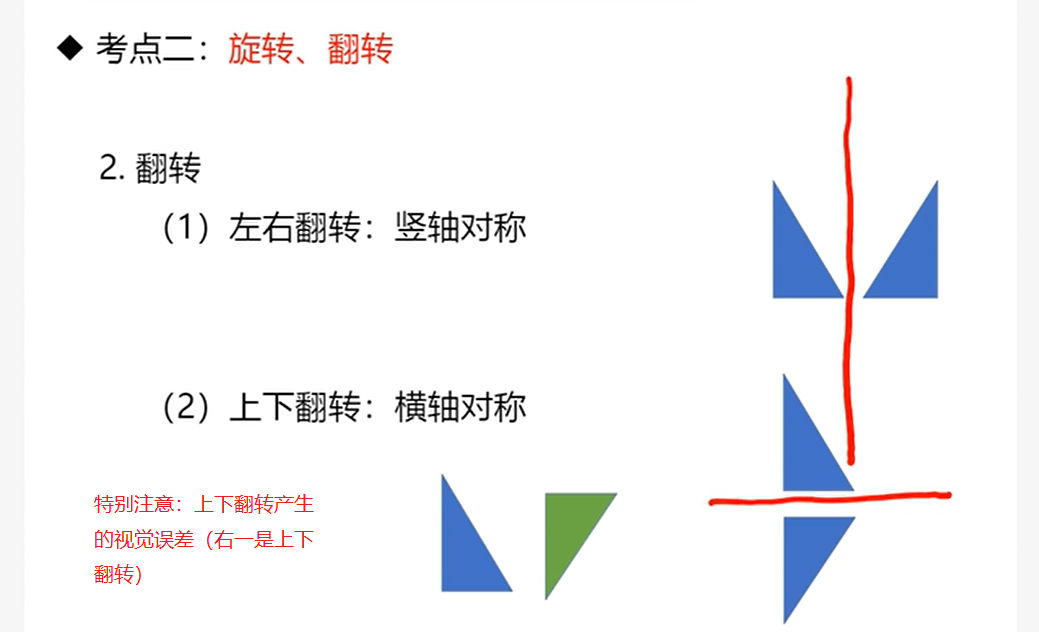 ◆ 考点二：旋转、翻转
2. 翻转
（1）左右翻转：竖轴对称
（2）上下翻转：横轴对称
特别注意：上下翻转产生
的视觉误差（右一是上下
翻转）